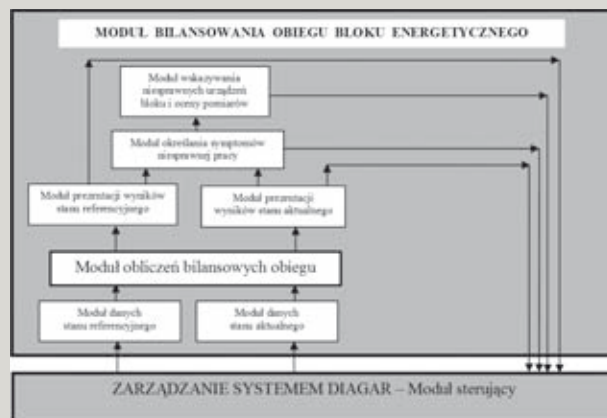 MODUŁ BILANSOWANIA OBIEGU BLOKU ENERGETYCZNEGO
Moduł wskazywania
niesprawnych urządzeń
bloku i oceny pomiarów
Moduł określania symptomów
niesprawnej pracy
Moduł prezentacji wyników
stanu referencyjnego
Moduł prezentacji
wyników stanu aktualnego
Moduł obliczeń bilansowych obiegu
Moduł danych
stanu referencyjnego
Moduł danych
stanu aktualnego
ZARZĄDZANIE SYSTEMEM DIAGAR – Moduł sterujący